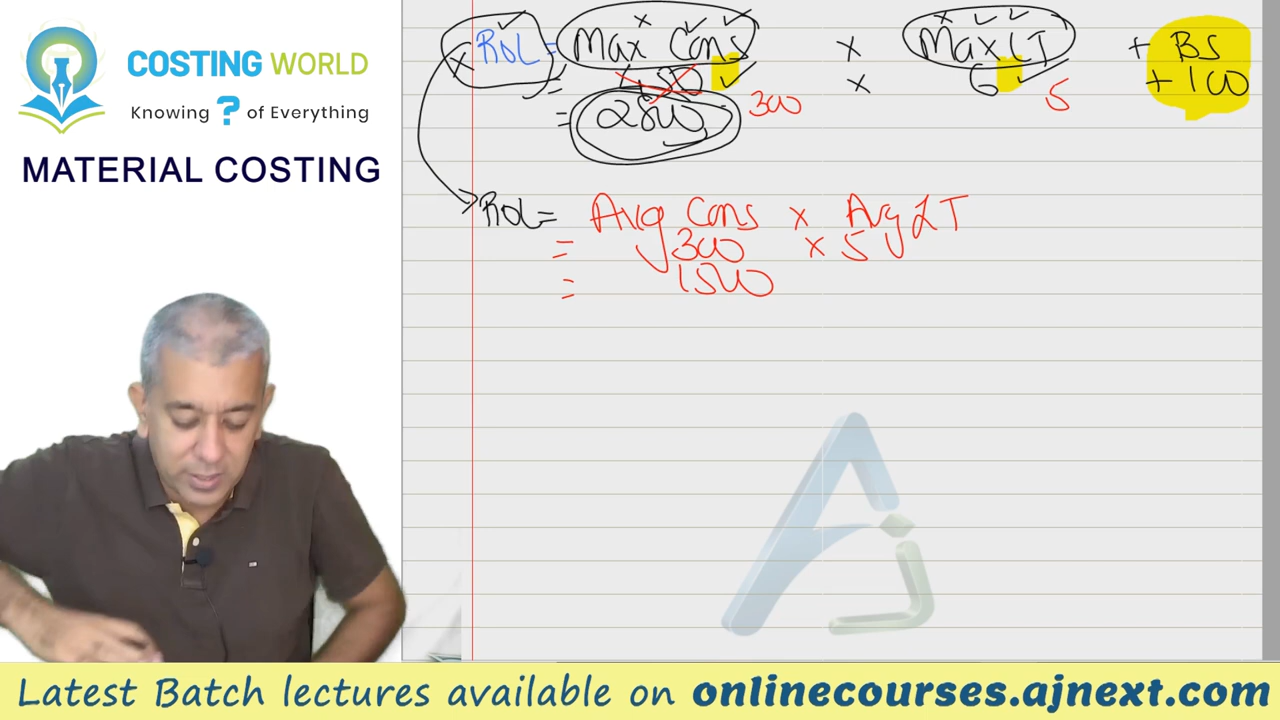 COSTING WORLD
Knowing ? of Everything
MATERIAL COSTING
ROL = Max Cons x Max LT + BS
= 450 x 6 + 100
300 5
= 2800
ROL = Avg Cons x Avg LT
= 300 x 5
= 1500
Latest Batch lectures available on onlinecourses.ajnext.com